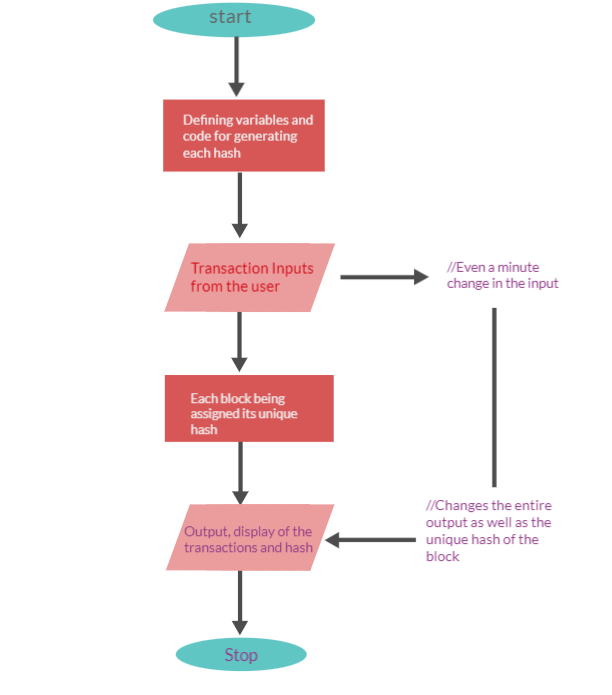 start
Defining variables and
code for generating
each hash
Transaction Inputs
from the user
//Even a minute
change in the input
Each block being
assigned its unique
hash
//Changes the entire
output as well as the
unique hash of the
block
Output, display of the
transactions and hash
Stop